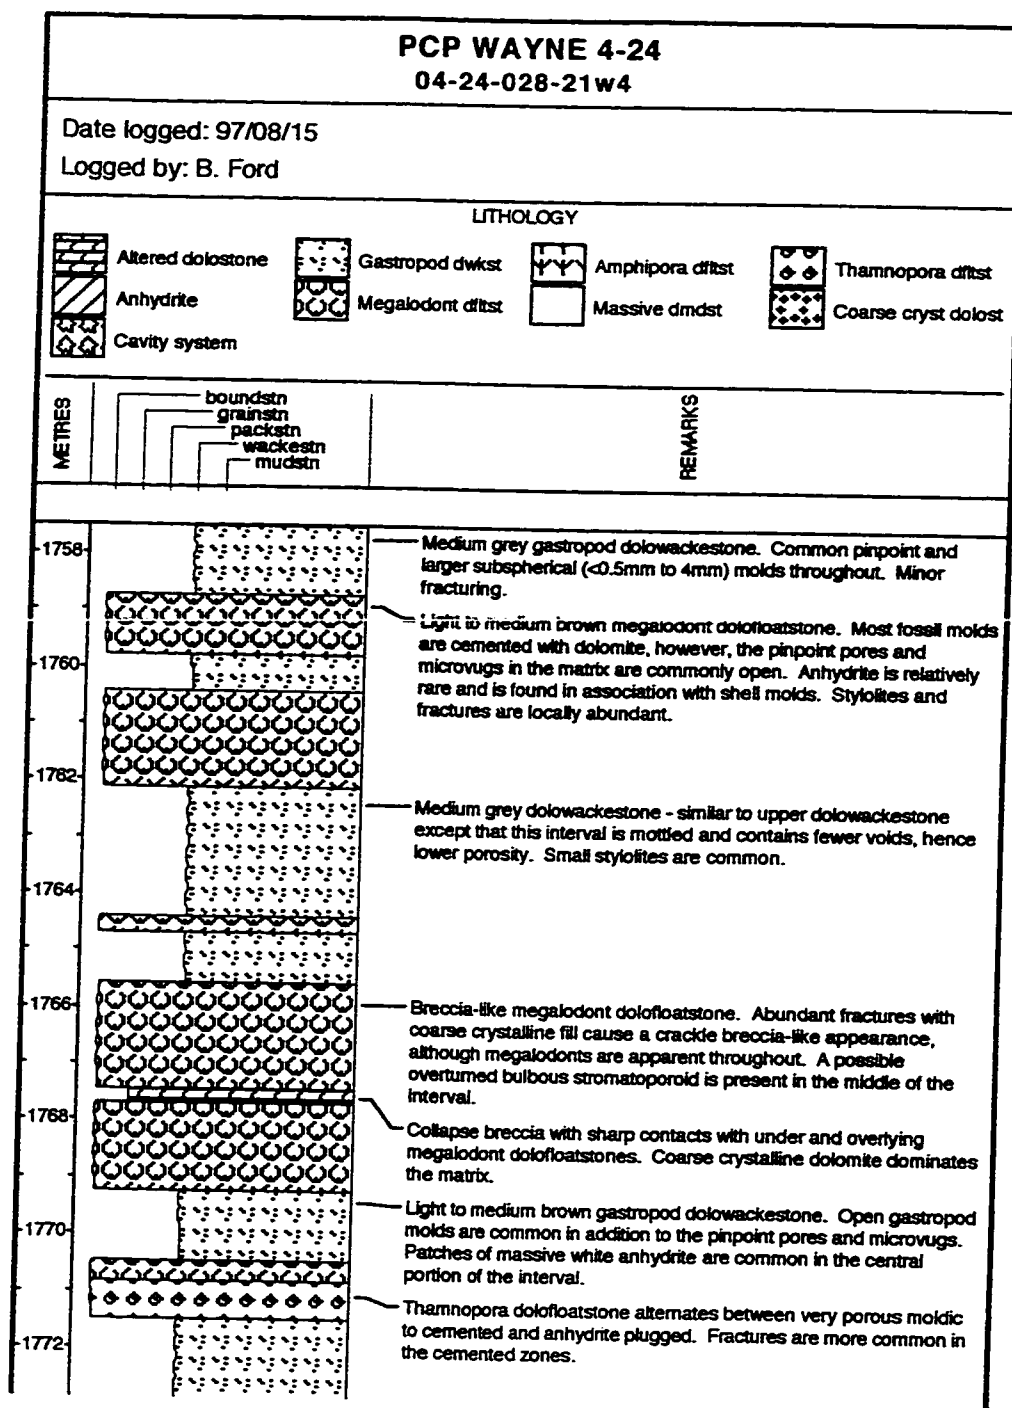 PCP WAYNE 4-24
04-24-028-21w4
Date logged: 97/08/15
Logged by: B. Ford
LITHOLOGY
Altered dolostone
Gastropod dwkst
Amphipora dfltst
Thamnopora dfltst
Anhydrite
Megalodont dfltst
Massive dmdst
Coarse cryst dolost
Cavity system
METRES
boundstn
grainstn
packstn
wackestn
mudstn
REMARKS
1758
Medium grey gastropod dolowackestone. Common pinpoint and
larger subspherical (<0.5mm to 4mm) molds throughout. Minor
fracturing.
Light to medium brown megalodont dolofloatstone. Most fossil molds
are cemented with dolomite, however, the pinpoint pores and
microvugs in the matrix are commonly open. Anhydrite is relatively
rare and is found in association with shell molds. Stylolites and
fractures are locally abundant.
1760
1762
Medium grey dolowackestone - similar to upper dolowackestone
except that this interval is mottled and contains fewer voids, hence
lower porosity. Small stylolites are common.
1764
1766
Breccia-like megalodont dolofloatstone. Abundant fractures with
coarse crystalline fill cause a crackle breccia-like appearance,
although megalodonts are apparent throughout. A possible
overturned bulbous stromatoporoid is present in the middle of the
interval.
1768
Collapse breccia with sharp contacts with under and overlying
megalodont dolofloatstones. Coarse crystalline dolomite dominates
the matrix.
Light to medium brown gastropod dolowackestone. Open gastropod
molds are common in addition to the pinpoint pores and microvugs.
Patches of massive white anhydrite are common in the central
portion of the interval.
1770
Thamnopora dolofloatstone alternates between very porous moldic
to cemented and anhydrite plugged. Fractures are more common in
the cemented zones.
1772